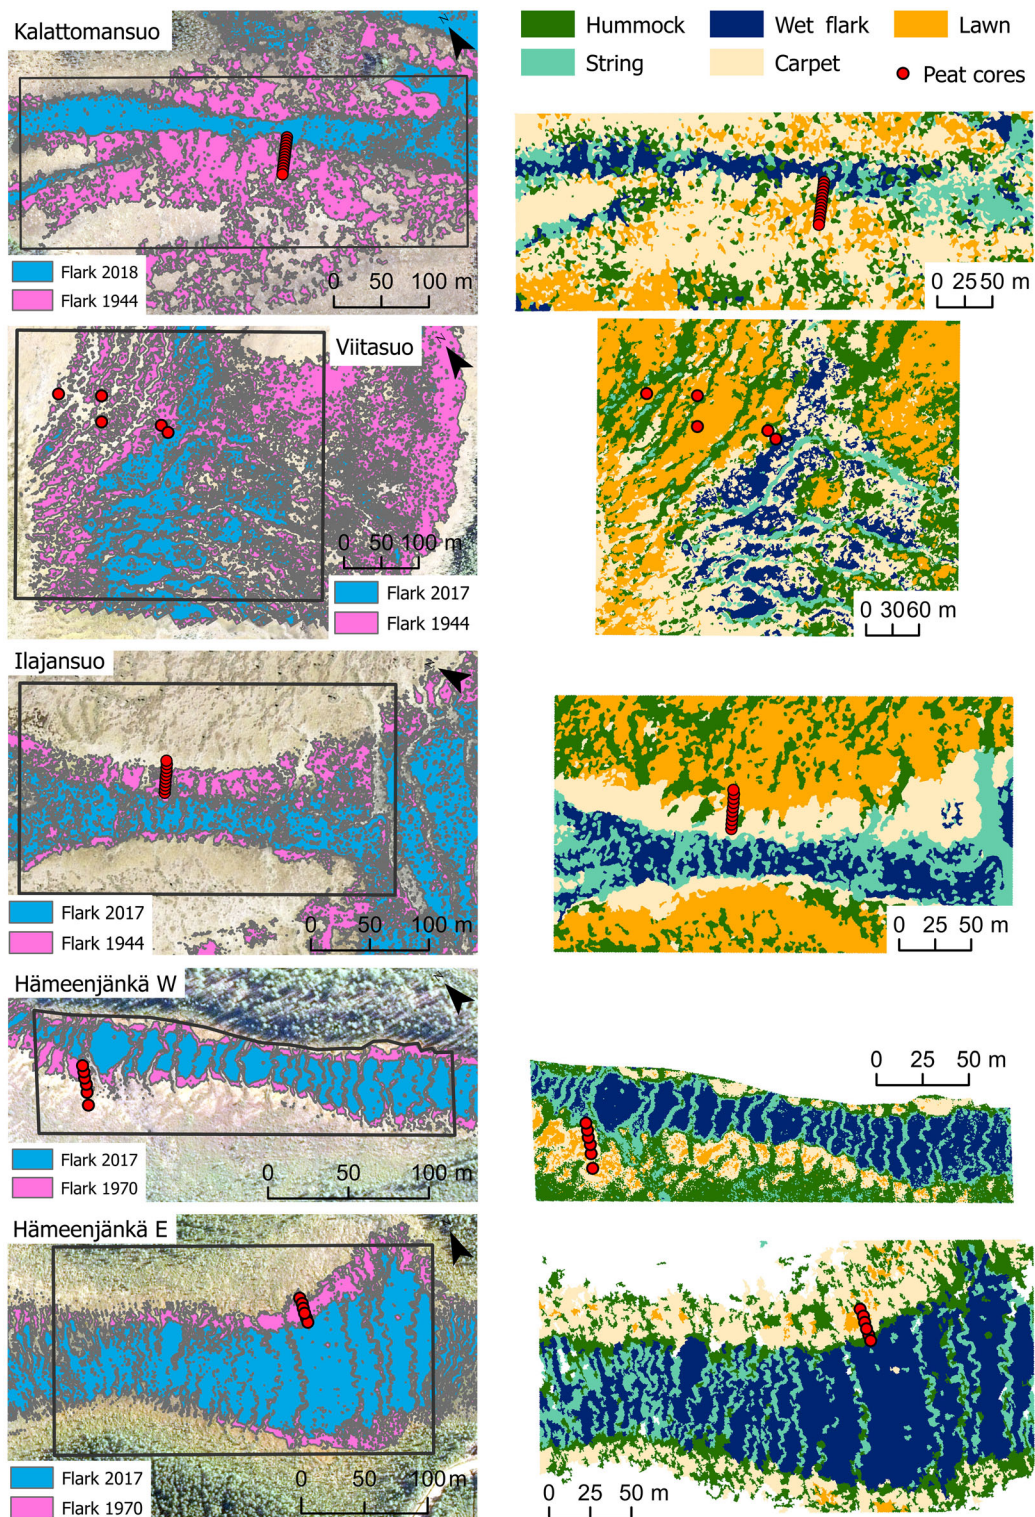 Kalattomansuo
N
Flark 2018
Flark 1944
0 50 100 m
Hummock Wet flark Lawn
String Carpet Peat cores
0 25 50 m
Viitasuo
N
0 50 100 m
Flark 2017
Flark 1944
0 30 60 m
Ilajansuo
N
Flark 2017
Flark 1944
0 50 100 m
0 25 50 m
Hämeenjänkä W
N
Flark 2017
Flark 1970
0 50 100 m
0 25 50 m
Hämeenjänkä E
N
Flark 2017
Flark 1970
0 50 100 m
0 25 50 m